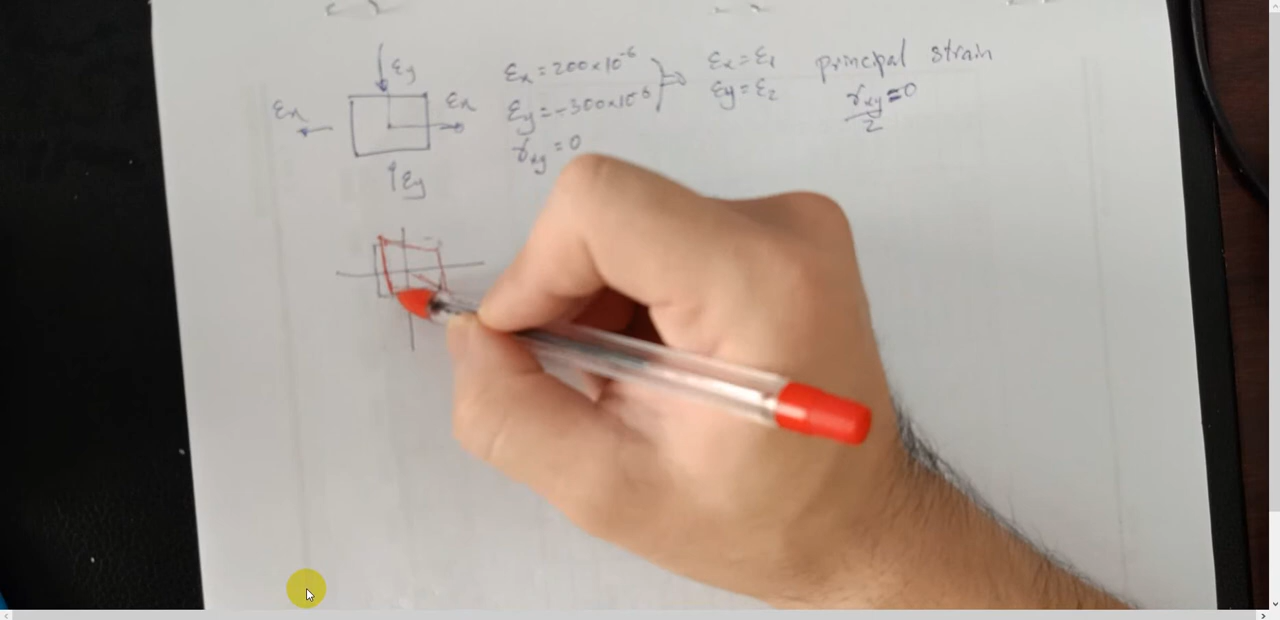 εy
εx εx
εy
εx = 200×10⁻⁶
εy = -300×10⁻⁶
γxy = 0
⇒
εx = ε1
εy = ε2
principal strain
γxy/2 = 0